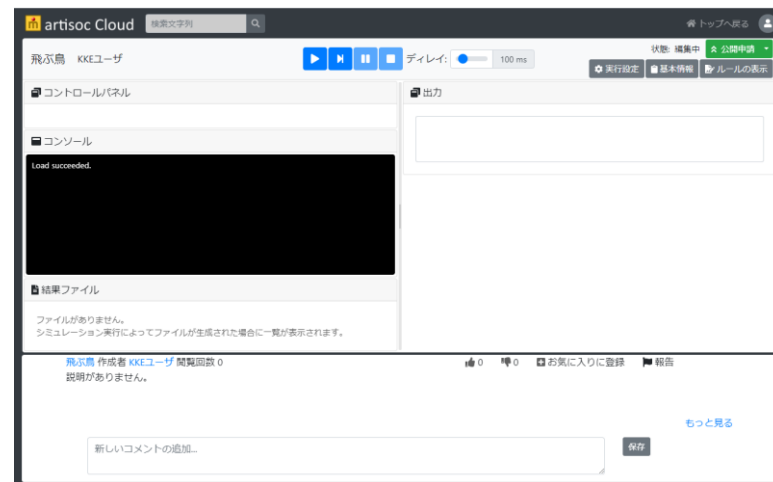 artisoc Cloud 検索文字列 トップへ戻る
飛ぶ鳥 KKEユーザ ディレイ: 100 ms 状態: 編集中 公開申請
実行設定 基本情報 ルールの表示
コントロールパネル 出力
コンソール
Load succeeded.
結果ファイル
ファイルがありません。
シミュレーション実行によってファイルが生成された場合に一覧が表示されます。
飛ぶ鳥 作成者 KKEユーザ 閲覧回数 0 0 0 お気に入りに登録 報告
説明がありません。
もっと見る
新しいコメントの追加... 保存